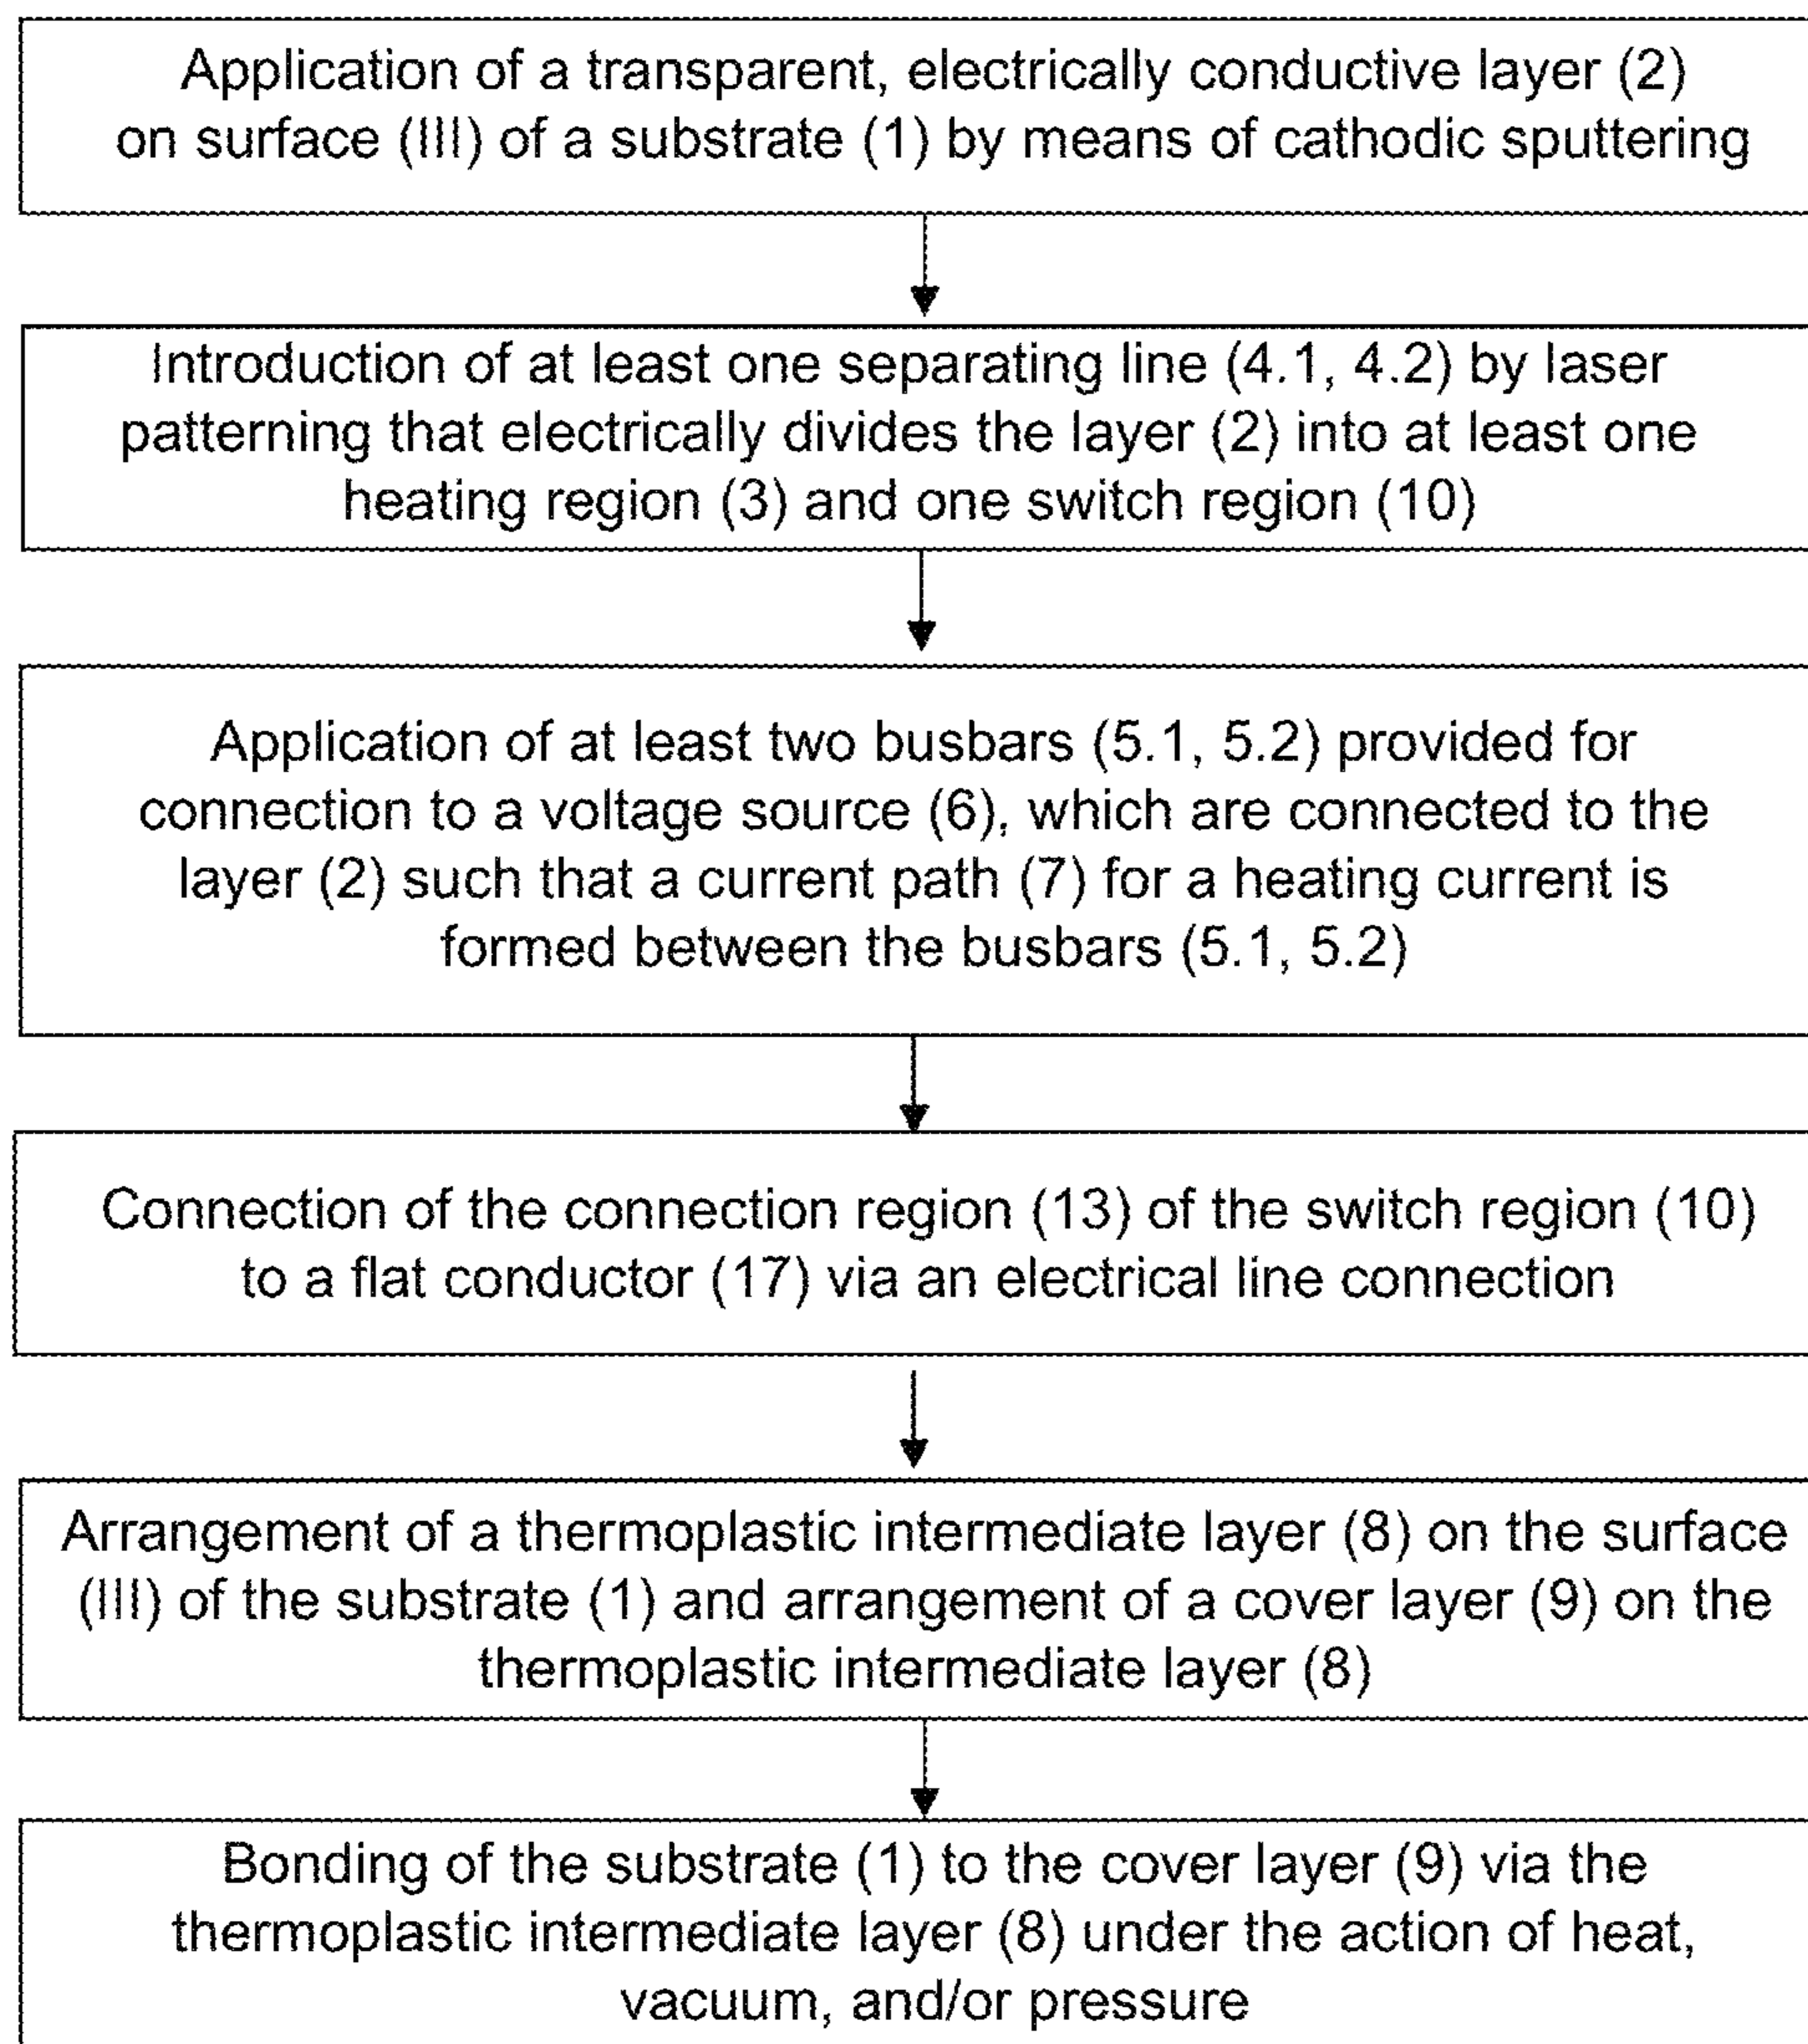 Application of a transparent, electrically conductive layer (2)
on surface (III) of a substrate (1) by means of cathodic sputtering
Introduction of at least one separating line (4.1, 4.2) by laser
patterning that electrically divides the layer (2) into at least one
heating region (3) and one switch region (10)
Application of at least two busbars (5.1, 5.2) provided for
connection to a voltage source (6), which are connected to the
layer (2) such that a current path (7) for a heating current is
formed between the busbars (5.1, 5.2)
Connection of the connection region (13) of the switch region (10)
to a flat conductor (17) via an electrical line connection
Arrangement of a thermoplastic intermediate layer (8) on the surface
(III) of the substrate (1) and arrangement of a cover layer (9) on the
thermoplastic intermediate layer (8)
Bonding of the substrate (1) to the cover layer (9) via the
thermoplastic intermediate layer (8) under the action of heat,
vacuum, and/or pressure